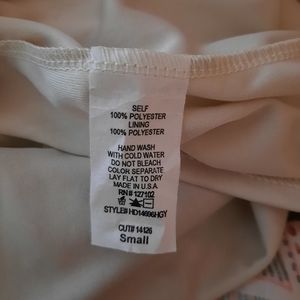 SELF
100% POLYESTER
LINING
100% POLYESTER
HAND WASH
WITH COLD WATER
DO NOT BLEACH
COLOR SEPARATE
LAY FLAT TO DRY
MADE IN U.S.A.
RN# 127102
STYLE# HD14696HGY
CUT# 14126
Small